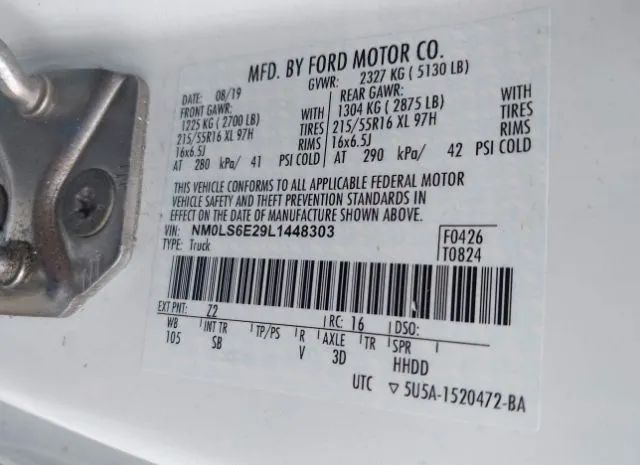 MFD. BY FORD MOTOR CO.
DATE: 08/19 GVWR: 2327 KG ( 5130 LB)
FRONT GAWR: REAR GAWR:
1225 KG ( 2700 LB) WITH 1304 KG ( 2875 LB) WITH
215/55R16 XL 97H TIRES 215/55R16 XL 97H TIRES
16x6.5J RIMS 16x6.5J RIMS
AT 280 kPa/ 41 PSI COLD AT 290 kPa/ 42 PSI COLD
THIS VEHICLE CONFORMS TO ALL APPLICABLE FEDERAL MOTOR
VEHICLE SAFETY AND THEFT PREVENTION STANDARDS IN
EFFECT ON THE DATE OF MANUFACTURE SHOWN ABOVE.
VIN: NM0LS6E29L1448303 F0426
TYPE: Truck T0824
EXT PNT: Z2 RC: 16 DSO:
WB INT TR TP/PS R AXLE TR SPR
105 SB V 3D HHDD
UTC ▽ 5U5A-1520472-BA